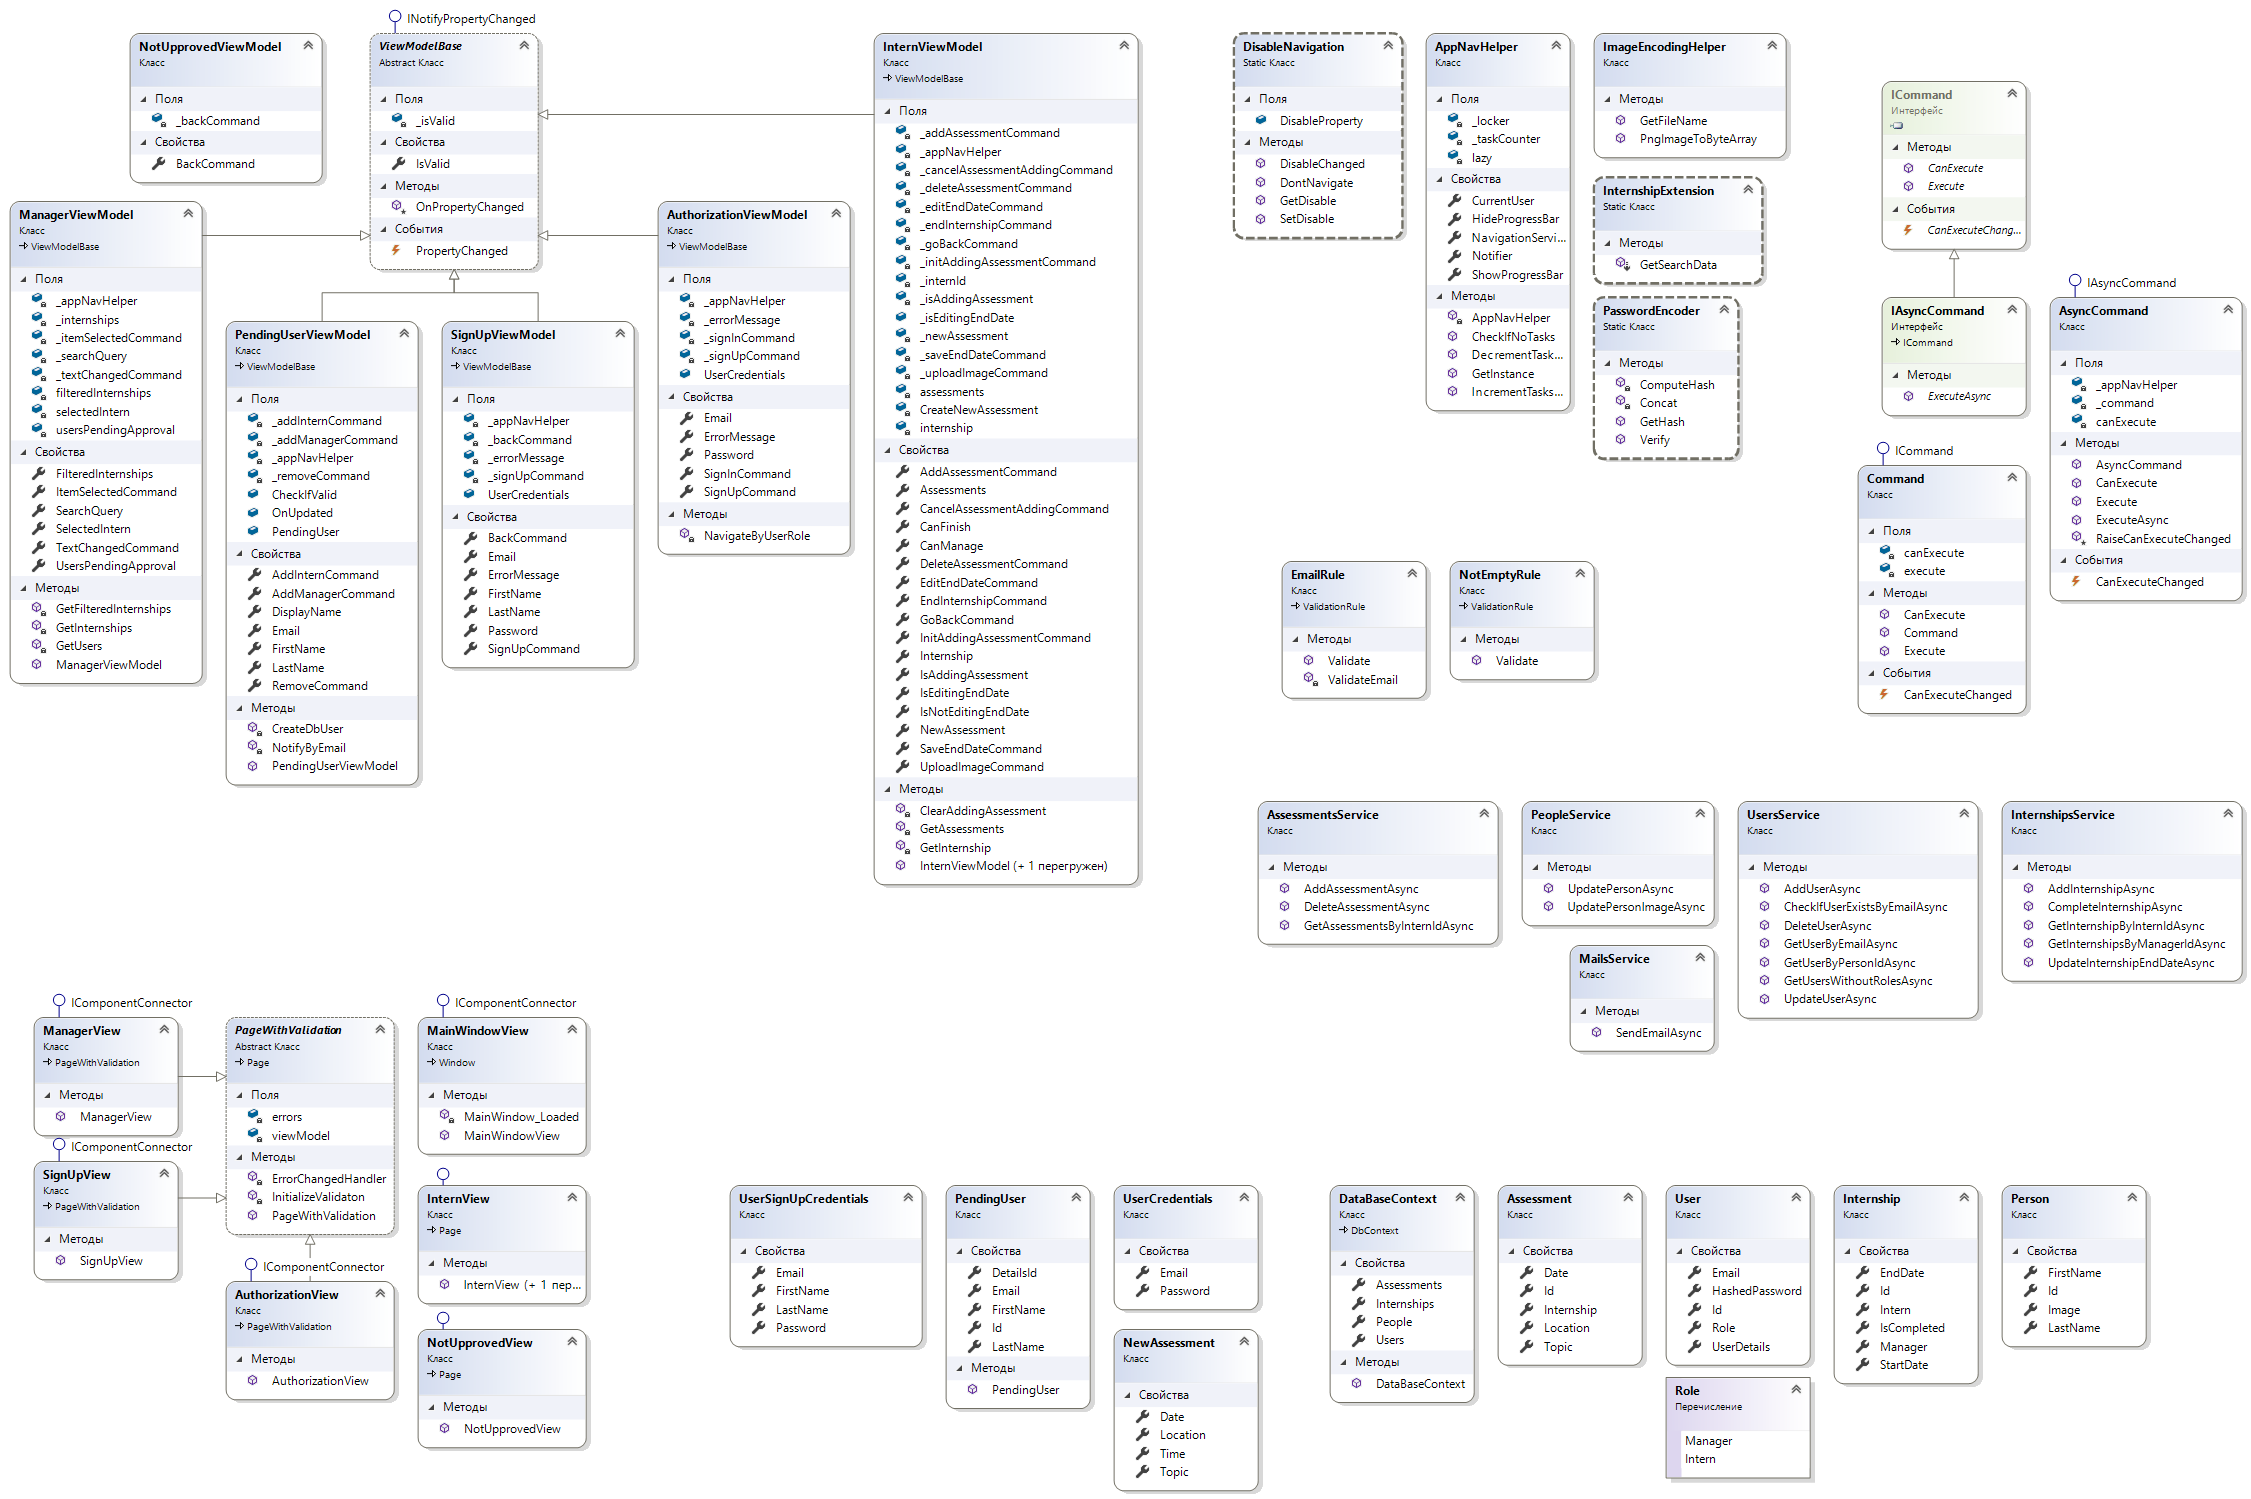 INotifyPropertyChanged
NotUpprovedViewModel
Класс
Поля
_backCommand
Свойства
BackCommand
ViewModelBase
Abstract Класс
Поля
_isValid
Свойства
IsValid
Методы
OnPropertyChanged
События
PropertyChanged
ManagerViewModel
Класс
ViewModelBase
Поля
_appNavHelper
_internships
_itemSelectedCommand
_searchQuery
_textChangedCommand
filteredInternships
selectedIntern
usersPendingApproval
Свойства
FilteredInternships
ItemSelectedCommand
SearchQuery
SelectedIntern
TextChangedCommand
UsersPendingApproval
Методы
GetFilteredInternships
GetInternships
GetUsers
ManagerViewModel
PendingUserViewModel
Класс
ViewModelBase
Поля
_addInternCommand
_addManagerCommand
_appNavHelper
_removeCommand
CheckIfValid
OnUpdated
PendingUser
Свойства
AddInternCommand
AddManagerCommand
DisplayName
Email
FirstName
LastName
RemoveCommand
Методы
CreateDbUser
NotifyByEmail
PendingUserViewModel
SignUpViewModel
Класс
ViewModelBase
Поля
_appNavHelper
_backCommand
_errorMessage
_signUpCommand
UserCredentials
Свойства
BackCommand
Email
ErrorMessage
FirstName
LastName
Password
SignUpCommand
AuthorizationViewModel
Класс
ViewModelBase
Поля
_appNavHelper
_errorMessage
_signInCommand
_signUpCommand
UserCredentials
Свойства
Email
ErrorMessage
Password
SignInCommand
SignUpCommand
Методы
NavigateByUserRole
InternViewModel
Класс
ViewModelBase
Поля
_addAssessmentCommand
_appNavHelper
_cancelAssessmentAddingCommand
_deleteAssessmentCommand
_editEndDateCommand
_endInternshipCommand
_goBackCommand
_initAddingAssessmentCommand
_internId
_isAddingAssessment
_isEditingEndDate
_newAssessment
_saveEndDateCommand
_uploadImageCommand
assessments
CreateNewAssessment
internship
Свойства
AddAssessmentCommand
Assessments
CancelAssessmentAddingCommand
CanFinish
CanManage
DeleteAssessmentCommand
EditEndDateCommand
EndInternshipCommand
GoBackCommand
InitAddingAssessmentCommand
Internship
IsAddingAssessment
IsEditingEndDate
IsNotEditingEndDate
NewAssessment
SaveEndDateCommand
UploadImageCommand
Методы
ClearAddingAssessment
GetAssessments
GetInternship
InternViewModel (+ 1 перегружен)
DisableNavigation
Static Класс
Поля
DisableProperty
Методы
DisableChanged
DontNavigate
GetDisable
SetDisable
AppNavHelper
Класс
Поля
_locker
_taskCounter
lazy
Свойства
CurrentUser
HideProgressBar
NavigationServi...
Notifier
ShowProgressBar
Методы
AppNavHelper
CheckIfNoTasks
DecrementTask...
GetInstance
IncrementTasks...
ImageEncodingHelper
Класс
Методы
GetFileName
PngImageToByteArray
InternshipExtension
Static Класс
Методы
GetSearchData
PasswordEncoder
Static Класс
Методы
ComputeHash
Concat
GetHash
Verify
ICommand
Интерфейс
Методы
CanExecute
Execute
События
CanExecuteChang...
IAsyncCommand
Интерфейс
ICommand
Методы
ExecuteAsync
IAsyncCommand
AsyncCommand
Класс
Поля
_appNavHelper
_command
canExecute
Методы
AsyncCommand
CanExecute
Execute
ExecuteAsync
RaiseCanExecuteChanged
События
CanExecuteChanged
ICommand
Command
Класс
Поля
canExecute
execute
Методы
CanExecute
Command
Execute
События
CanExecuteChanged
EmailRule
Класс
ValidationRule
Методы
Validate
ValidateEmail
NotEmptyRule
Класс
ValidationRule
Методы
Validate
AssessmentsService
Класс
Методы
AddAssessmentAsync
DeleteAssessmentAsync
GetAssessmentsByInternIdAsync
PeopleService
Класс
Методы
UpdatePersonAsync
UpdatePersonImageAsync
MailsService
Класс
Методы
SendEmailAsync
UsersService
Класс
Методы
AddUserAsync
CheckIfUserExistsByEmailAsync
DeleteUserAsync
GetUserByEmailAsync
GetUserByPersonIdAsync
GetUsersWithoutRolesAsync
UpdateUserAsync
InternshipsService
Класс
Методы
AddInternshipAsync
CompleteInternshipAsync
GetInternshipByInternIdAsync
GetInternshipsByManagerIdAsync
UpdateInternshipEndDateAsync
IComponentConnector
ManagerView
Класс
PageWithValidation
Методы
ManagerView
IComponentConnector
SignUpView
Класс
PageWithValidation
Методы
SignUpView
PageWithValidation
Abstract Класс
Page
Поля
errors
viewModel
Методы
ErrorChangedHandler
InitializeValidaton
PageWithValidation
IComponentConnector
AuthorizationView
Класс
PageWithValidation
Методы
AuthorizationView
IComponentConnector
MainWindowView
Класс
Window
Методы
MainWindow_Loaded
MainWindowView
InternView
Класс
Page
Методы
InternView (+ 1 пер...
NotUpprovedView
Класс
Page
Методы
NotUpprovedView
UserSignUpCredentials
Класс
Свойства
Email
FirstName
LastName
Password
PendingUser
Класс
Свойства
DetailsId
Email
FirstName
Id
LastName
Методы
PendingUser
UserCredentials
Класс
Свойства
Email
Password
NewAssessment
Класс
Свойства
Date
Location
Time
Topic
DataBaseContext
Класс
DbContext
Свойства
Assessments
Internships
People
Users
Методы
DataBaseContext
Assessment
Класс
Свойства
Date
Id
Internship
Location
Topic
User
Класс
Свойства
Email
HashedPassword
Id
Role
UserDetails
Role
Перечисление
Manager
Intern
Internship
Класс
Свойства
EndDate
Id
Intern
IsCompleted
Manager
StartDate
Person
Класс
Свойства
FirstName
Id
Image
LastName